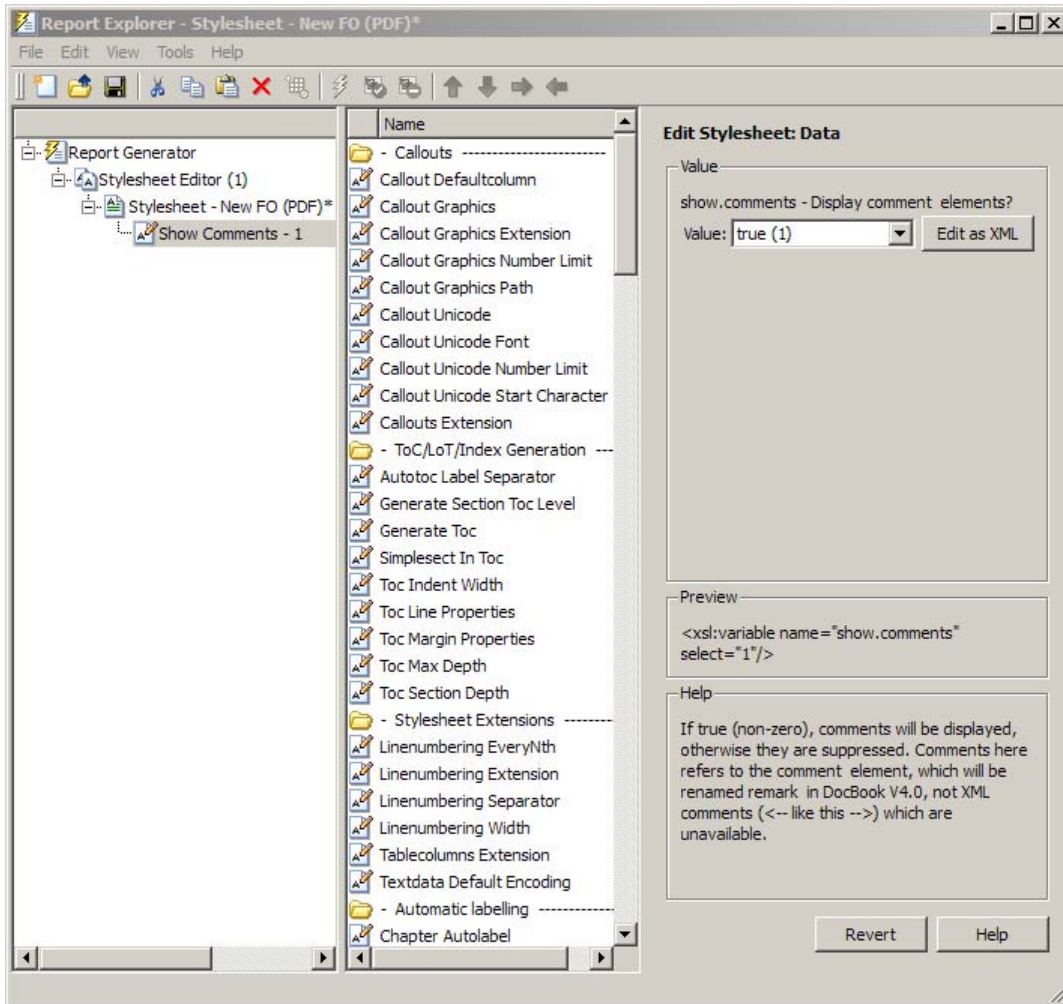 Report Explorer - Stylesheet - New FO (PDF)*
File Edit View Tools Help
Report Generator
Stylesheet Editor (1)
Stylesheet - New FO (PDF)*
Show Comments - 1
Name
- Callouts ------------------------
Callout Defaultcolumn
Callout Graphics
Callout Graphics Extension
Callout Graphics Number Limit
Callout Graphics Path
Callout Unicode
Callout Unicode Font
Callout Unicode Number Limit
Callout Unicode Start Character
Callouts Extension
- ToC/LoT/Index Generation ---
Autotoc Label Separator
Generate Section Toc Level
Generate Toc
Simplesect In Toc
Toc Indent Width
Toc Line Properties
Toc Margin Properties
Toc Max Depth
Toc Section Depth
- Stylesheet Extensions --------
Linenumbering EveryNth
Linenumbering Extension
Linenumbering Separator
Linenumbering Width
Tablecolumns Extension
Textdata Default Encoding
- Automatic labelling -------------
Chapter Autolabel
Edit Stylesheet: Data
Value
show.comments - Display comment elements?
Value: true (1) Edit as XML
Preview
<xsl:variable name="show.comments"
select="1"/>
Help
If true (non-zero), comments will be displayed,
otherwise they are suppressed. Comments here
refers to the comment element, which will be
renamed remark in DocBook V4.0, not XML
comments (<-- like this -->) which are
unavailable.
Revert Help